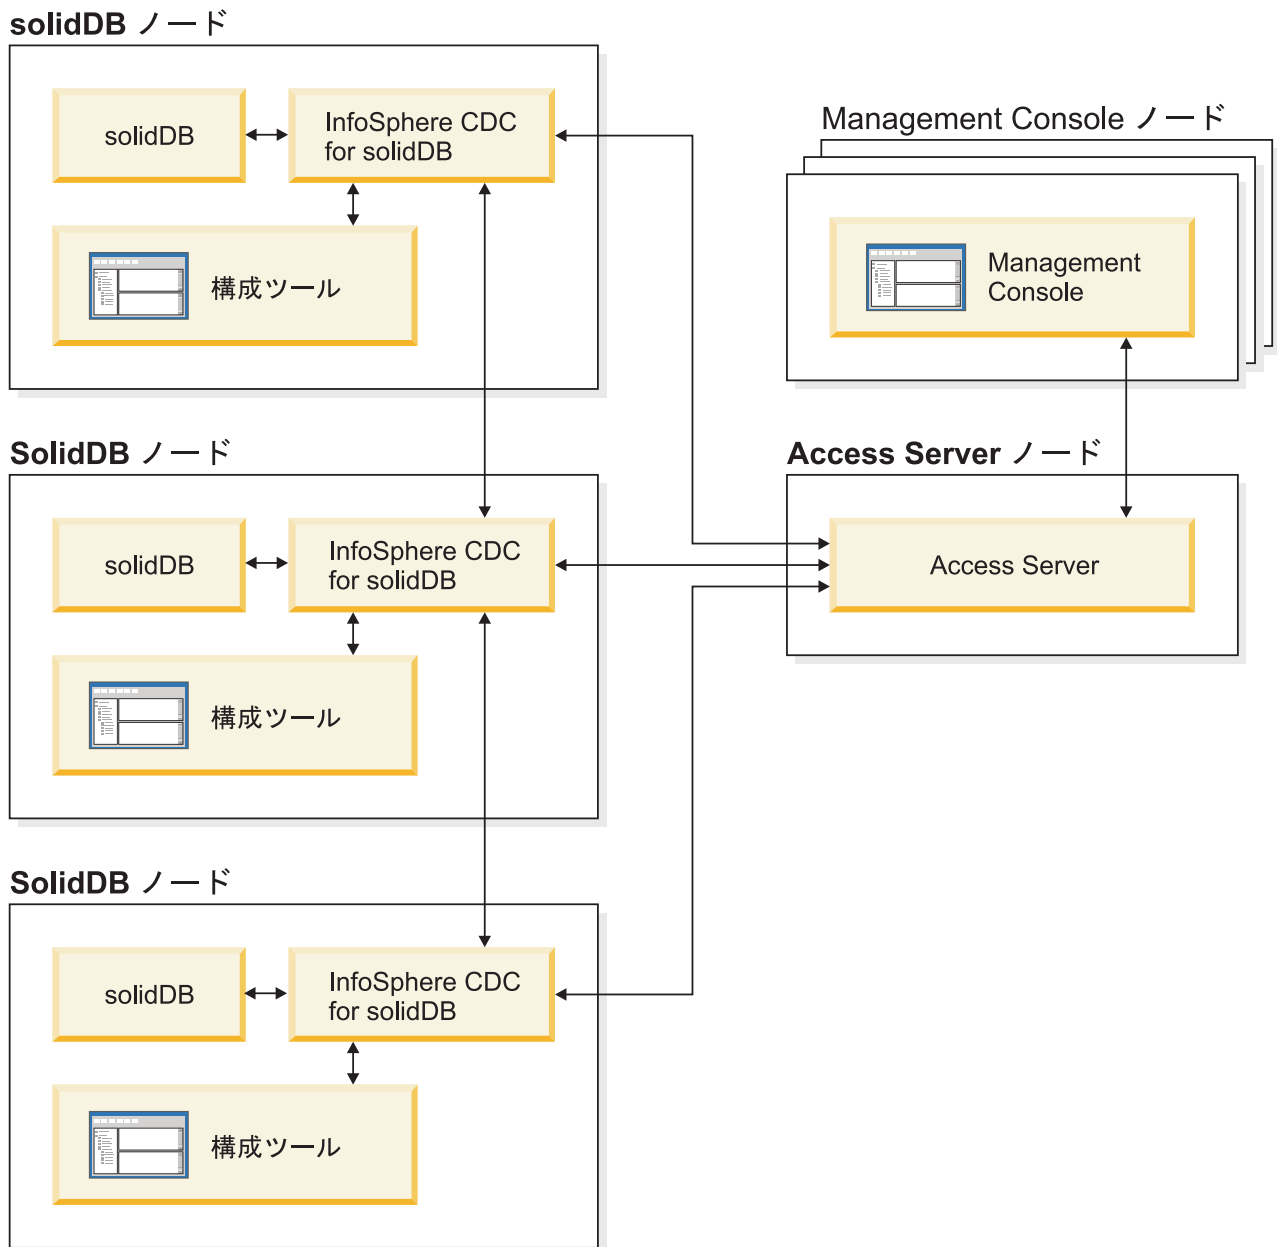 solidDB ノード
solidDB
InfoSphere CDC
for solidDB
構成ツール
Management Console ノード
Management
Console
SolidDB ノード
solidDB
InfoSphere CDC
for solidDB
構成ツール
Access Server ノード
Access Server
SolidDB ノード
solidDB
InfoSphere CDC
for solidDB
構成ツール